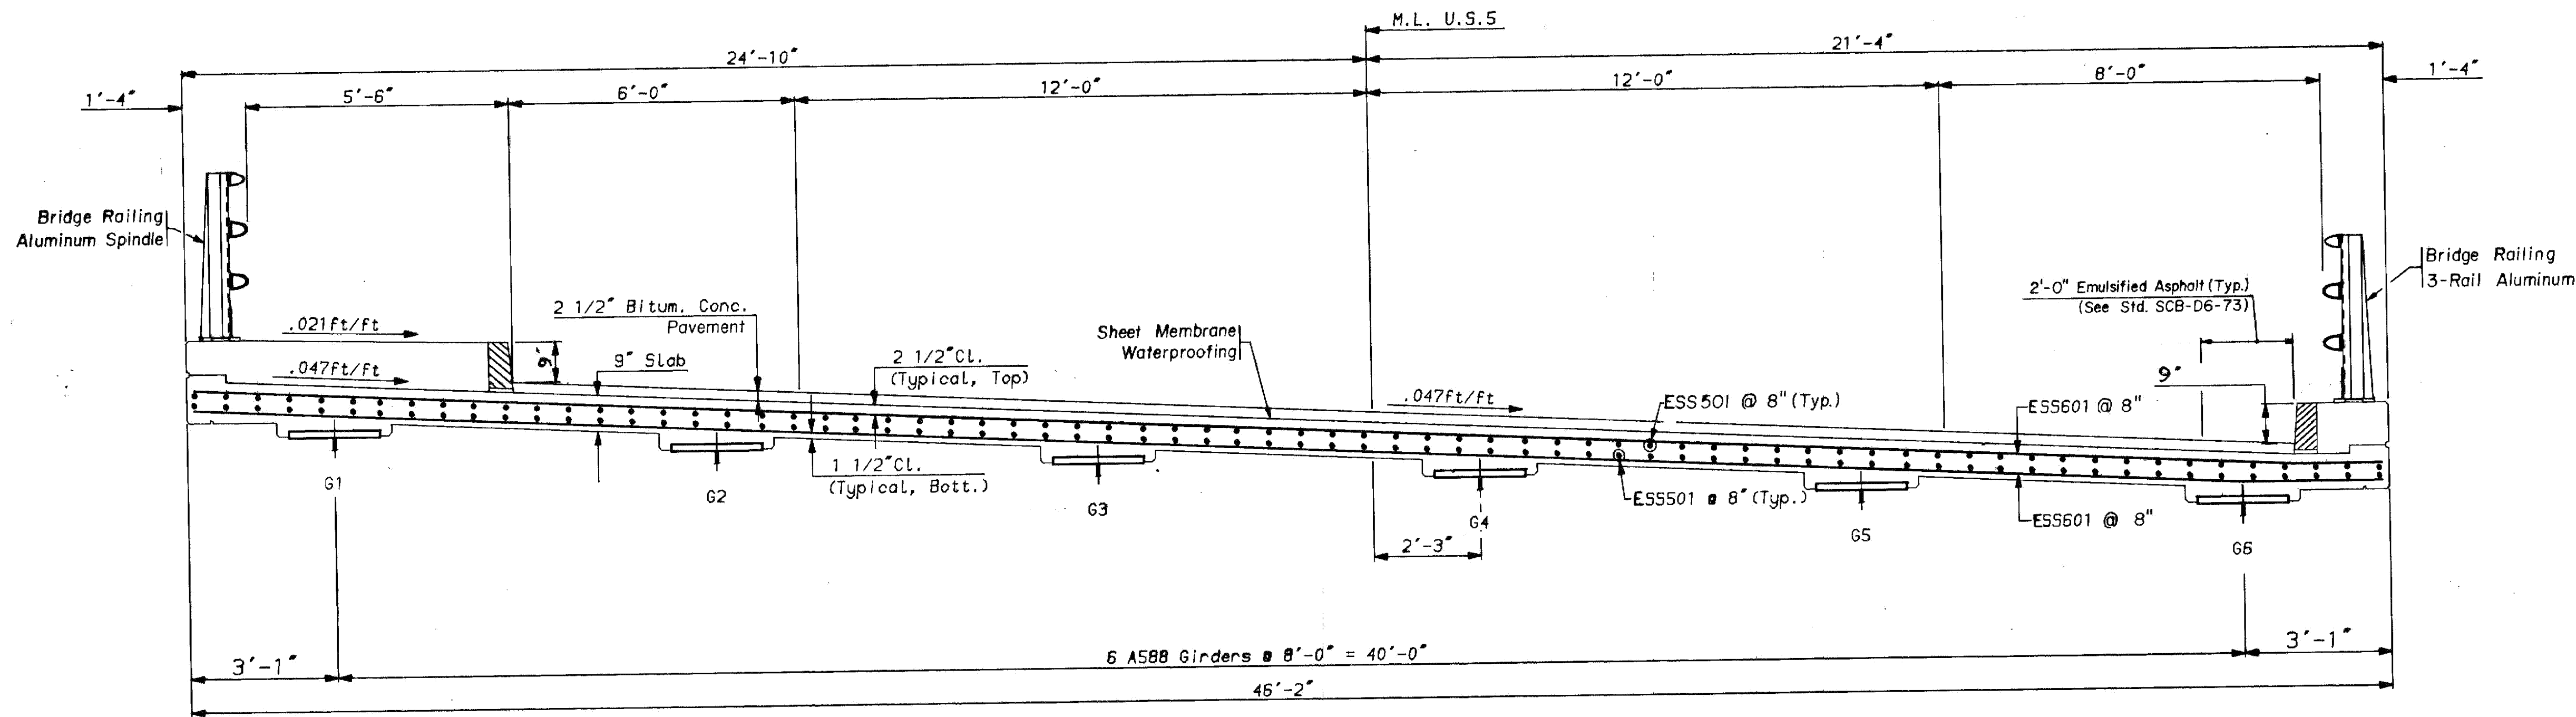 M.L. U.S.5
24'-10"
21'-4"
1'-4"
5'-6"
6'-0"
12'-0"
12'-0"
8'-0"
1'-4"
Bridge Railing
Aluminum Spindle
Bridge Railing
3-Rail Aluminum
2'-0" Emulsified Asphalt (Typ.)
(See Std. SCB-D6-73)
.021ft/ft
2 1/2" Bitum. Conc.
Pavement
9"
9" Slab
Sheet Membrane
Waterproofing
2 1/2"Cl.
(Typical, Top)
.047ft/ft
9"
.047ft/ft
ESS501 @ 8" (Typ.)
ESS601 @ 8"
1 1/2"Cl.
(Typical, Bott.)
G1
G2
G3
G4
G5
G6
ESS501 @ 8" (Typ.)
ESS601 @ 8"
2'-3"
3'-1"
6 A588 Girders @ 8'-0" = 40'-0"
3'-1"
46'-2"